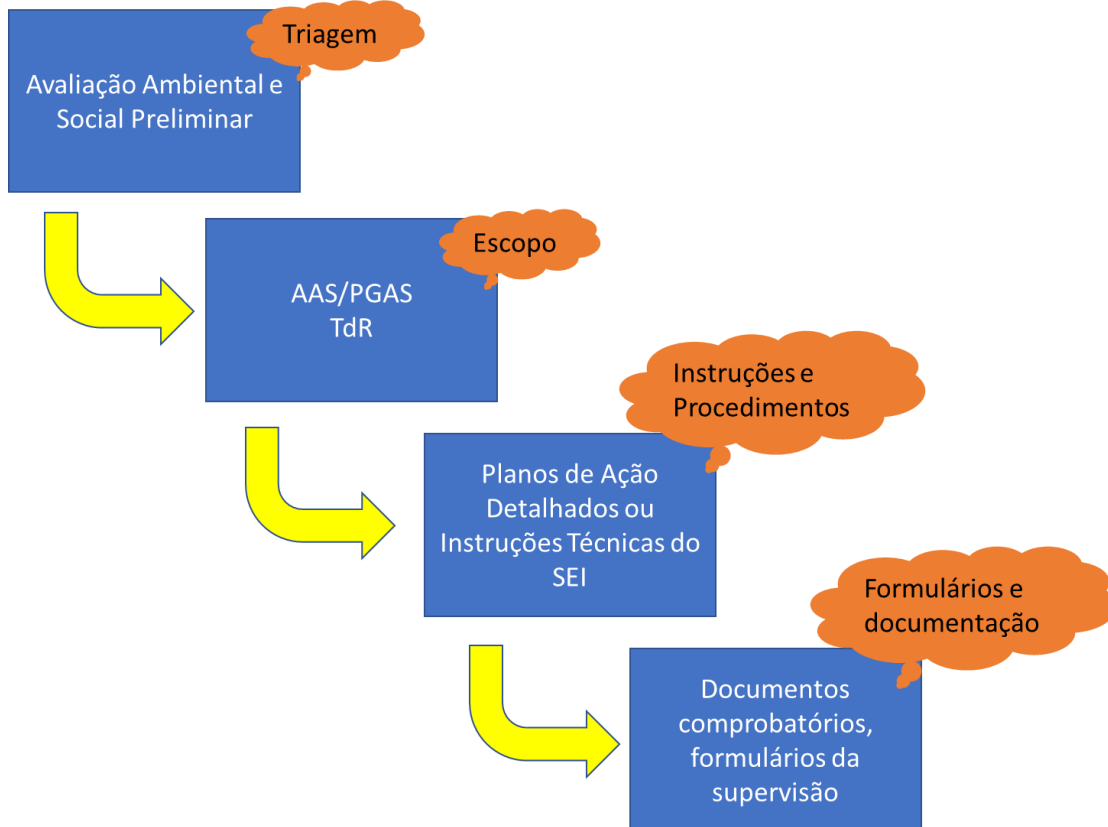 Triagem
Avaliação Ambiental e
Social Preliminar
Escopo
AAS/PGAS
TdR
Instruções e
Procedimentos
Planos de Ação
Detalhados ou
Instruções Técnicas do
SEI
Formulários e
documentação
Documentos
comprobatórios,
formulários da
supervisão